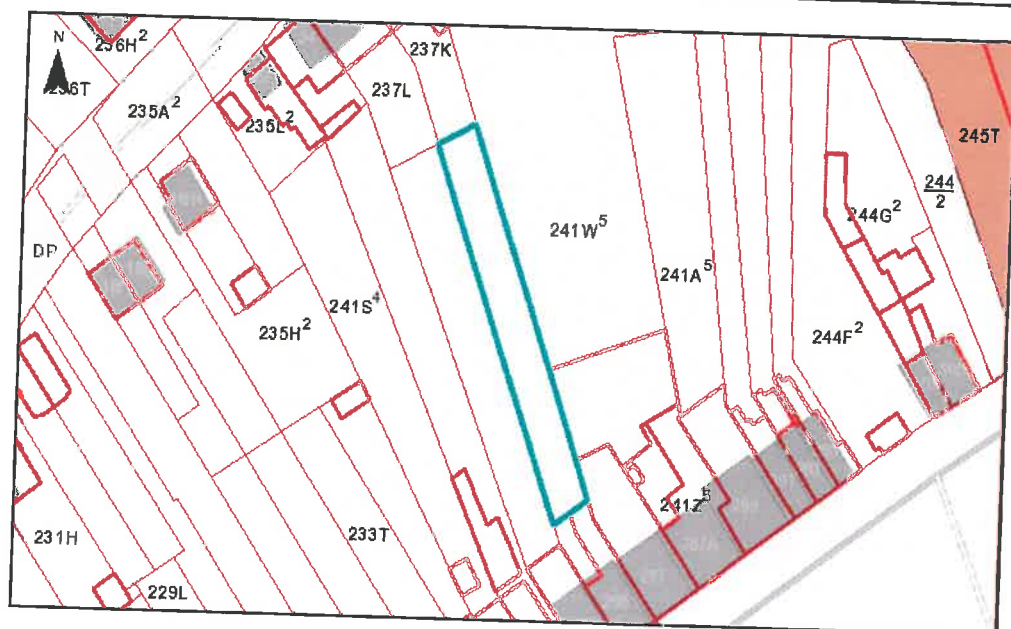 N
236H²
236T
235A²
235L²
237K
237L
DP
241S⁴
235H²
241W⁵
241A⁵
244G²
244
2
245T
244F²
241Z⁵
231H
233T
229L